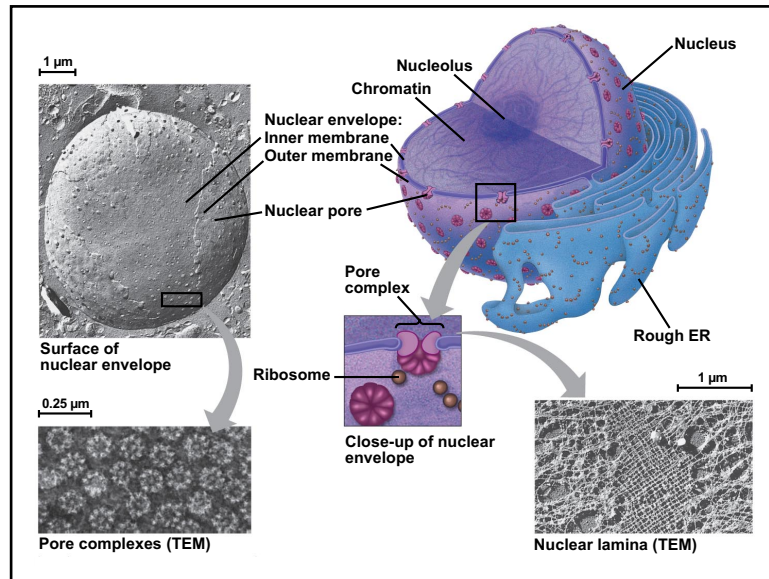 1 µm
Nucleolus
Nucleus
Chromatin
Nuclear envelope:
Inner membrane
Outer membrane
Nuclear pore
Pore
complex
Rough ER
Surface of
nuclear envelope
Ribosome
1 µm
0.25 µm
Close-up of nuclear
envelope
Pore complexes (TEM)
Nuclear lamina (TEM)